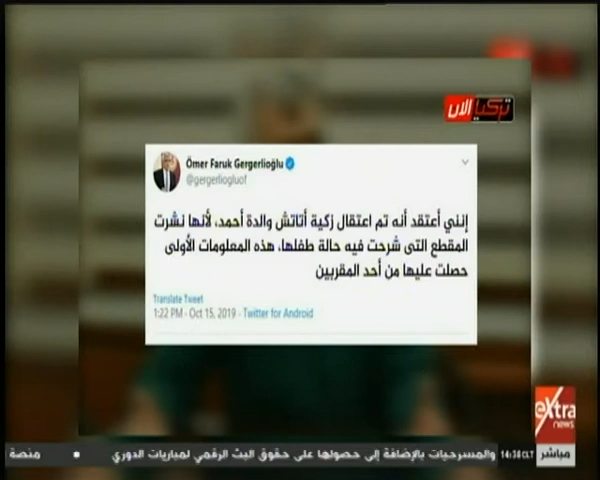 تركيا الآن
Ömer Faruk Gergerlioğlu
@gergerliogluof
إنني أعتقد أنه تم اعتقال زكية أتاتش والدة أحمد، لأنها نشرت
المقطع التى شرحت فيه حالة طفلها، هذه المعلومات الأولى
حصلت عليها من أحد المقربين
Translate Tweet
1:22 PM - Oct 15, 2019 - Twitter for Android
eXtra
news
مباشر
14:30 CLT والمسرحيات بالإضافة إلى حصولها على حقوق البث الرقمي لمباريات الدوري • منصة